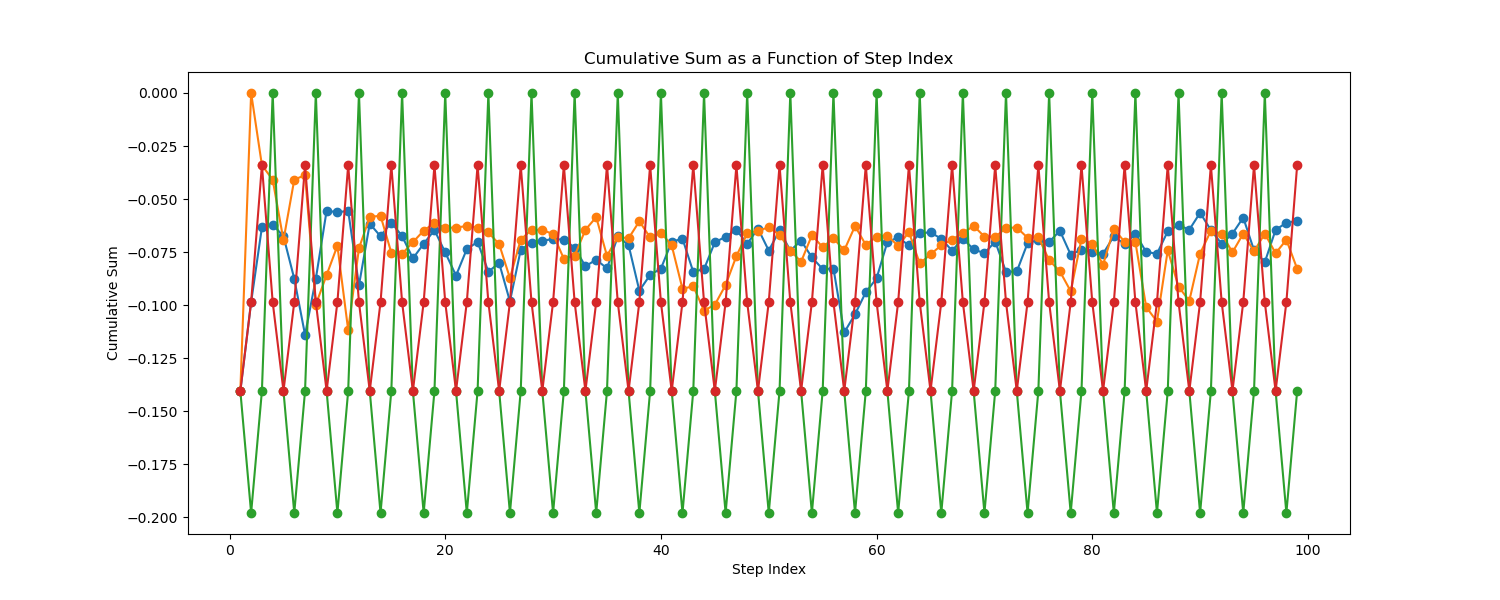 Cumulative Sum as a Function of Step Index
Cumulative Sum
0.000
−0.025
−0.050
−0.075
−0.100
−0.125
−0.150
−0.175
−0.200
0 20 40 60 80 100
Step Index